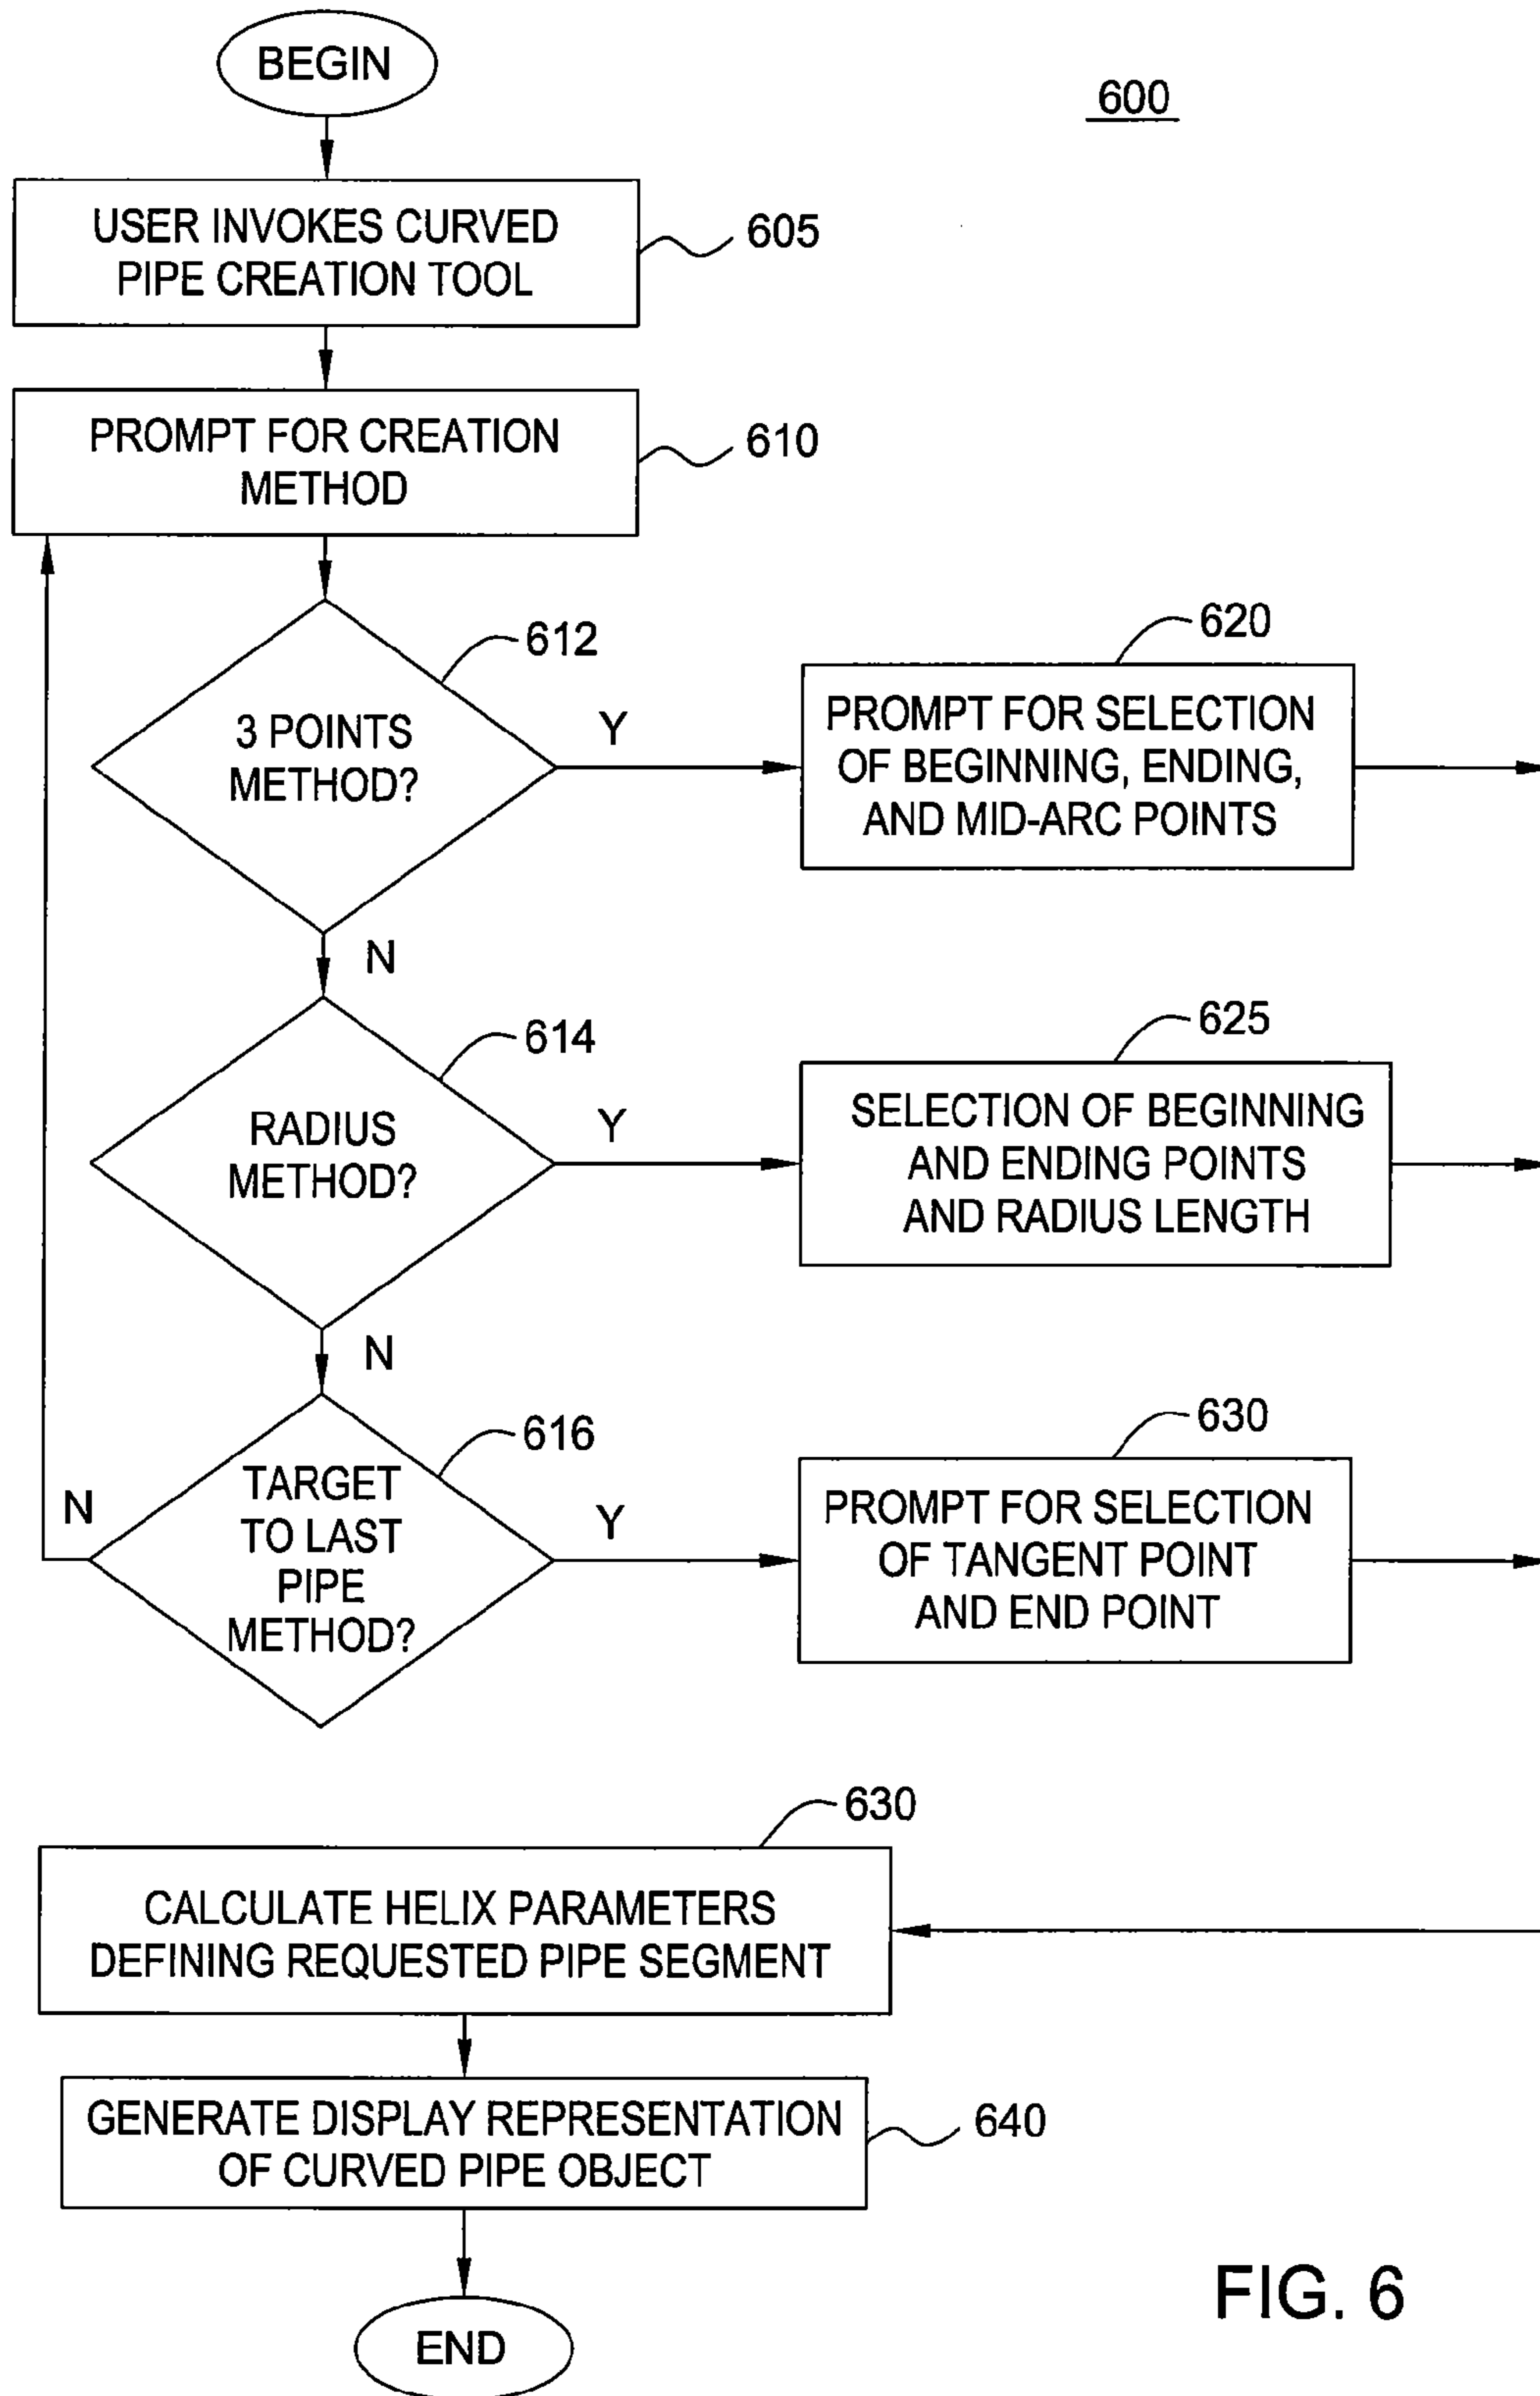 BEGIN
600
USER INVOKES CURVED
PIPE CREATION TOOL
605
PROMPT FOR CREATION
METHOD
610
612
3 POINTS
METHOD?
Y
620
PROMPT FOR SELECTION
OF BEGINNING, ENDING,
AND MID-ARC POINTS
N
614
RADIUS
METHOD?
Y
625
SELECTION OF BEGINNING
AND ENDING POINTS
AND RADIUS LENGTH
N
616
TARGET
TO LAST
PIPE
METHOD?
N
Y
630
PROMPT FOR SELECTION
OF TANGENT POINT
AND END POINT
630
CALCULATE HELIX PARAMETERS
DEFINING REQUESTED PIPE SEGMENT
GENERATE DISPLAY REPRESENTATION
OF CURVED PIPE OBJECT
640
END
FIG. 6